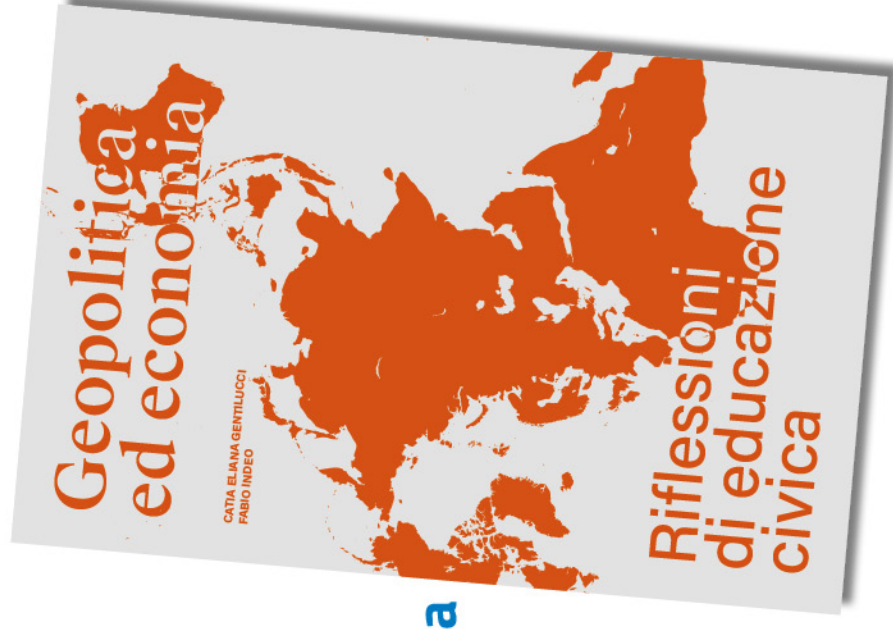 Geopolitica
ed economia
CATIA ELIANA GENTILUCCI
FABIO INDEO
Riflessioni
di educazione
civica
a